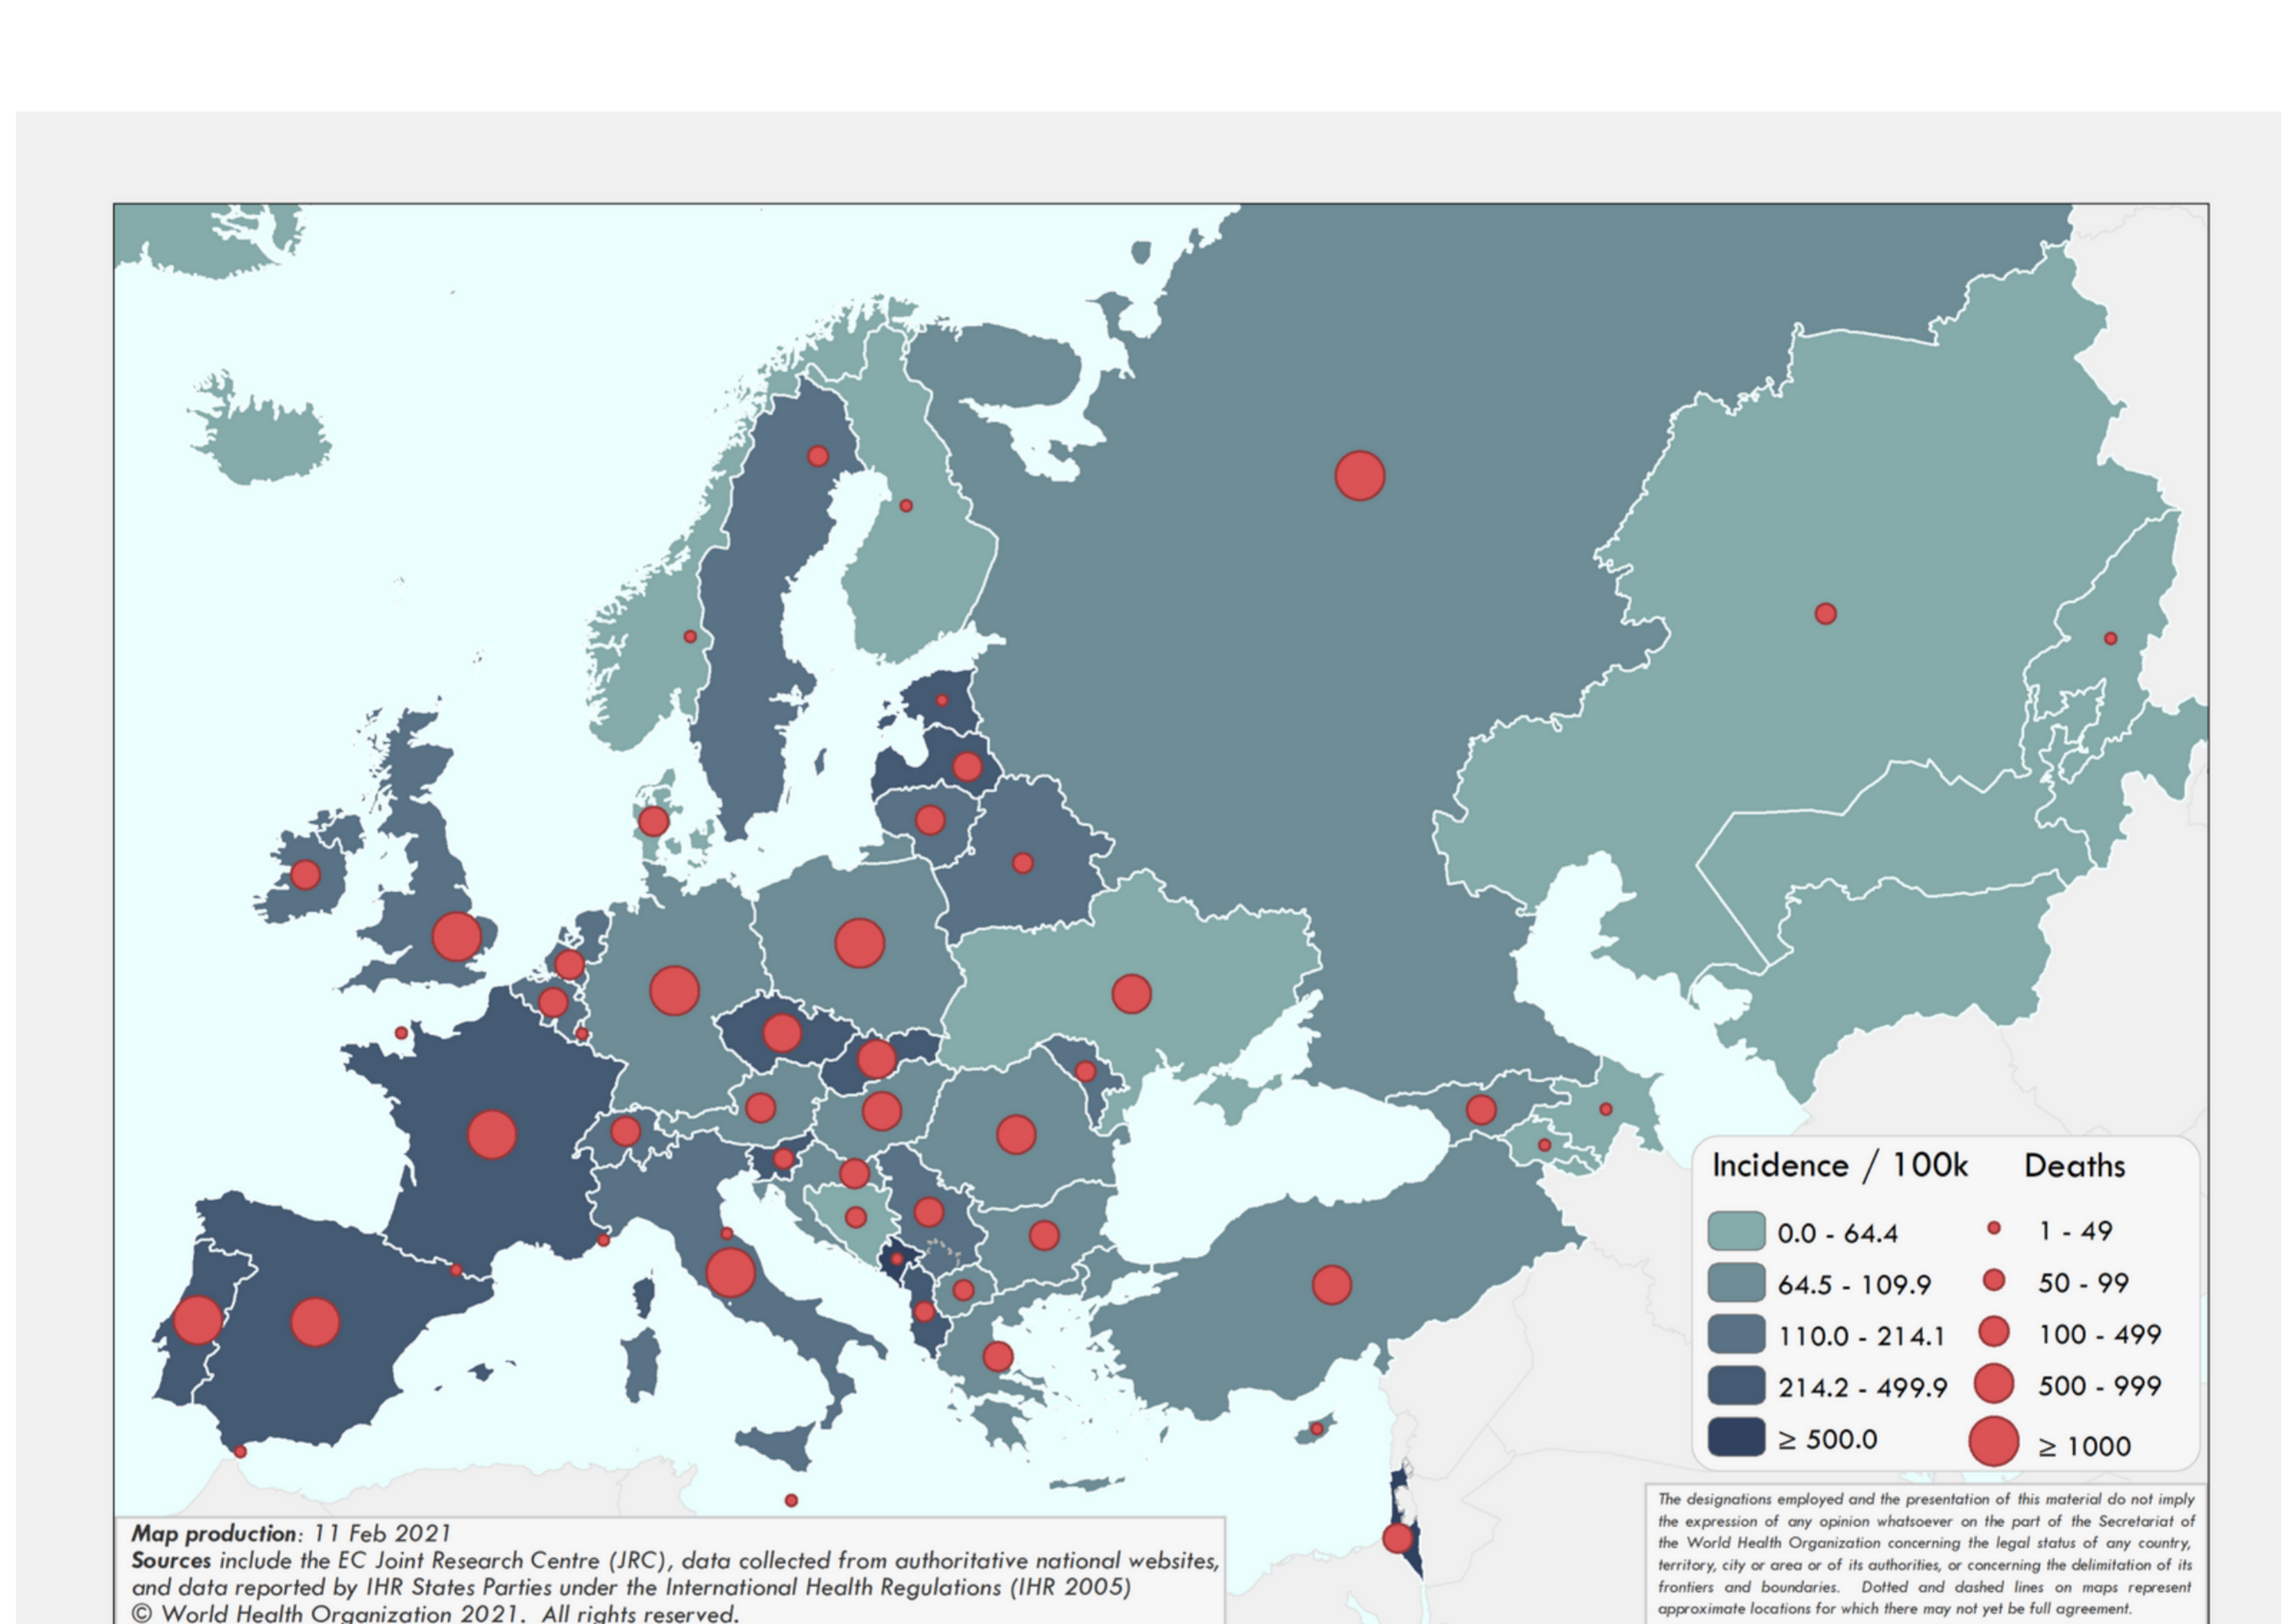 Incidence / 100k Deaths
0.0 - 64.4 1 - 49
64.5 - 109.9 50 - 99
110.0 - 214.1 100 - 499
214.2 - 499.9 500 - 999
≥ 500.0 ≥ 1000
Map production: 11 Feb 2021
Sources include the EC Joint Research Centre (JRC), data collected from authoritative national websites,
and data reported by IHR States Parties under the International Health Regulations (IHR 2005)
© World Health Organization 2021. All rights reserved.
The designations employed and the presentation of this material do not imply
the expression of any opinion whatsoever on the part of the Secretariat of
the World Health Organization concerning the legal status of any country,
territory, city or area or of its authorities, or concerning the delimitation of its
frontiers and boundaries. Dotted and dashed lines on maps represent
approximate locations for which there may not yet be full agreement.